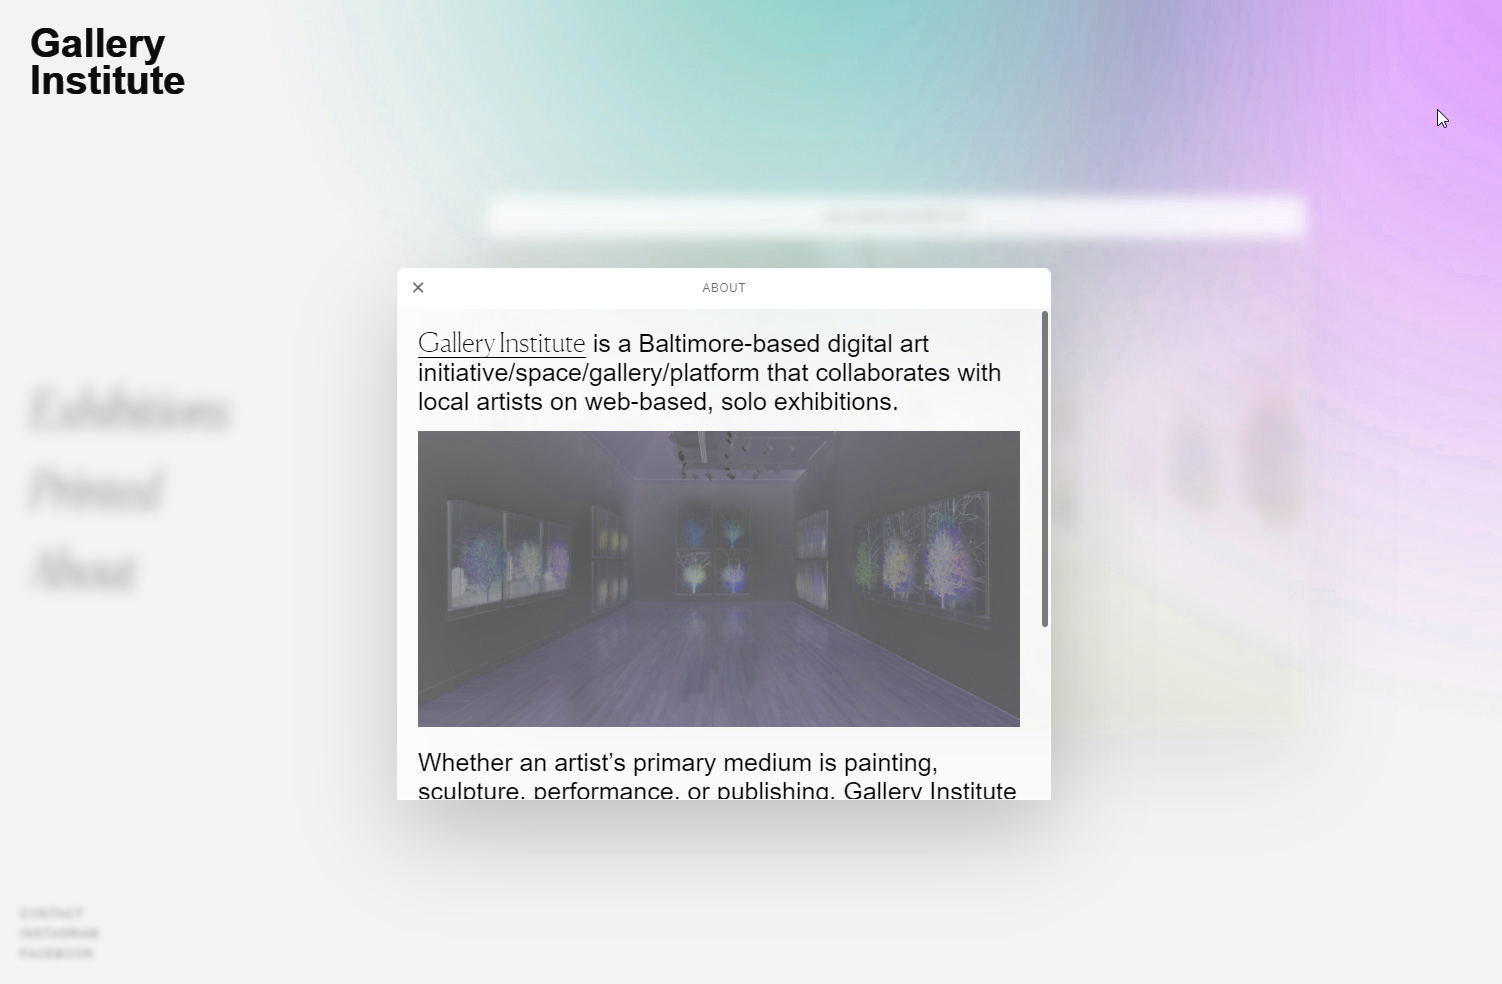 Gallery
Institute
ABOUT
Gallery Institute is a Baltimore-based digital art
initiative/space/gallery/platform that collaborates with
local artists on web-based, solo exhibitions.
Exhibitions
Printed
About
Whether an artist’s primary medium is painting,
sculpture, performance, or publishing, Gallery Institute
CONTACT
INSTAGRAM
FACEBOOK